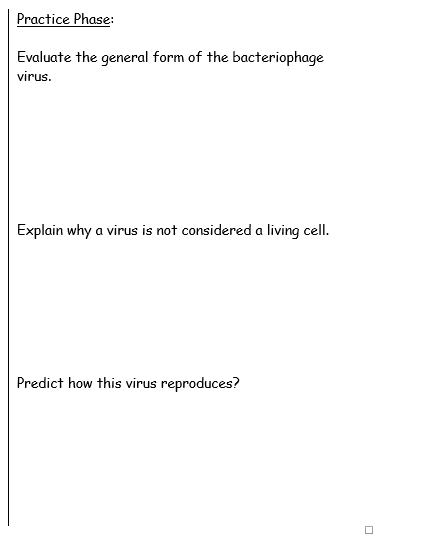 Practice Phase:
Evaluate the general form of the bacteriophage
virus.
Explain why a virus is not considered a living cell.
Predict how this virus reproduces?